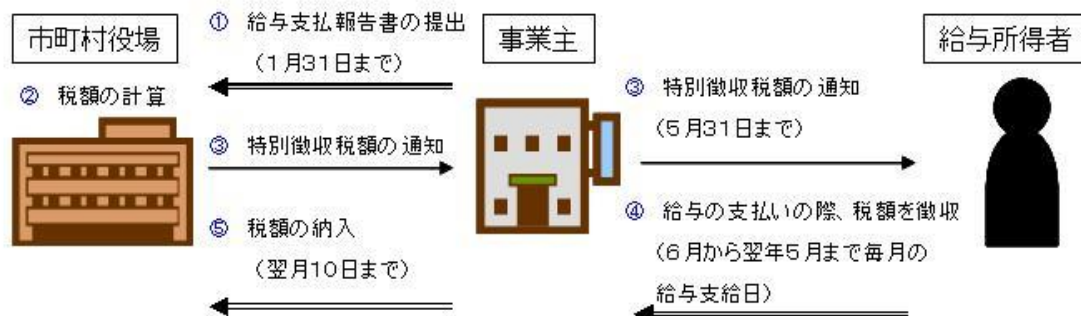 市町村役場
① 給与支払報告書の提出
(1月31日まで)
② 税額の計算
③ 特別徴収税額の通知
⑤ 税額の納入
(翌月10日まで)
事業主
③ 特別徴収税額の通知
(5月31日まで)
④ 給与の支払いの際、税額を徴収
(6月から翌年5月まで毎月の
給与支給日)
給与所得者